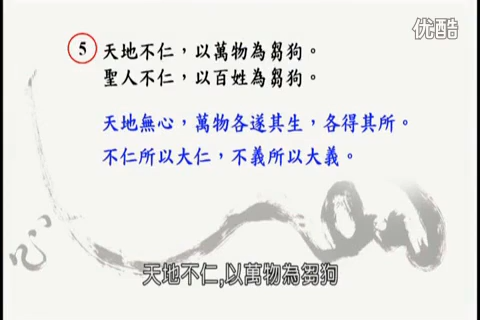 优酷
5 天地不仁，以萬物為芻狗。
聖人不仁，以百姓為芻狗。
天地無心，萬物各遂其生，各得其所。
不仁所以大仁，不義所以大義。
天地不仁,以萬物為芻狗